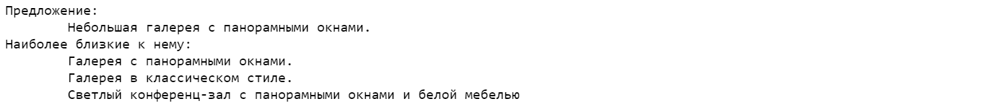 Предложение:
Небольшая галерея с панорамными окнами.
Наиболее близкие к нему:
Галерея с панорамными окнами.
Галерея в классическом стиле.
Светлый конференц-зал с панорамными окнами и белой мебелью